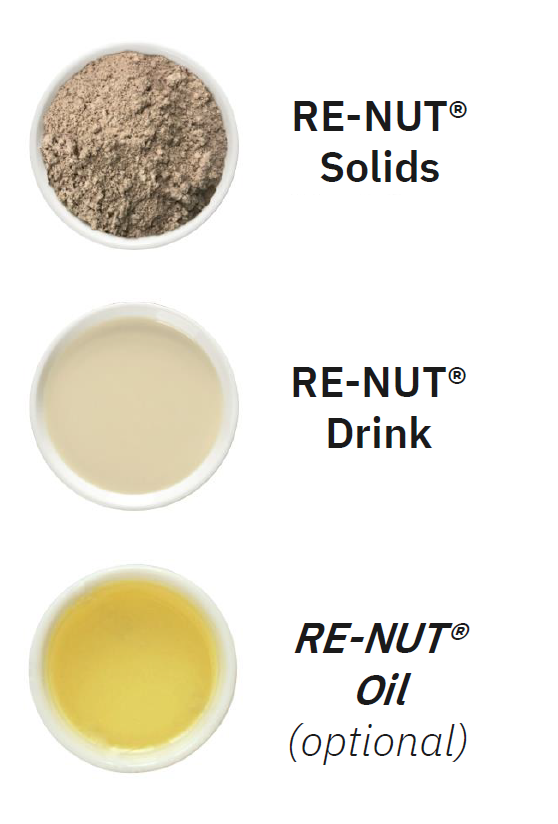 RE-NUT®
Solids
RE-NUT®
Drink
RE-NUT®
Oil
(optional)